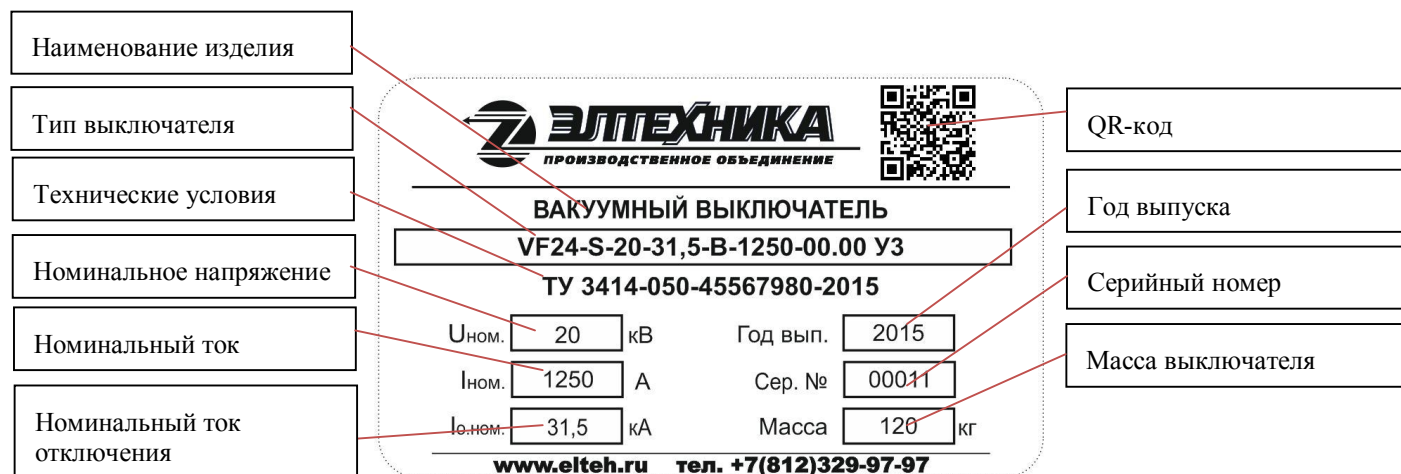 Наименование изделия
Тип выключателя
Технические условия
Номинальное напряжение
Номинальный ток
Номинальный ток
отключения
ЭЛТЕХНИКА
ПРОИЗВОДСТВЕННОЕ ОБЪЕДИНЕНИЕ
ВАКУУМНЫЙ ВЫКЛЮЧАТЕЛЬ
VF24-S-20-31,5-В-1250-00.00 У3
ТУ 3414-050-45567980-2015
Uном. 20 кВ Год вып. 2015
Iном. 1250 А Сер. № 00011
Iо.ном. 31,5 кА Масса 120 кг
www.elteh.ru тел. +7(812)329-97-97
QR-код
Год выпуска
Серийный номер
Масса выключателя